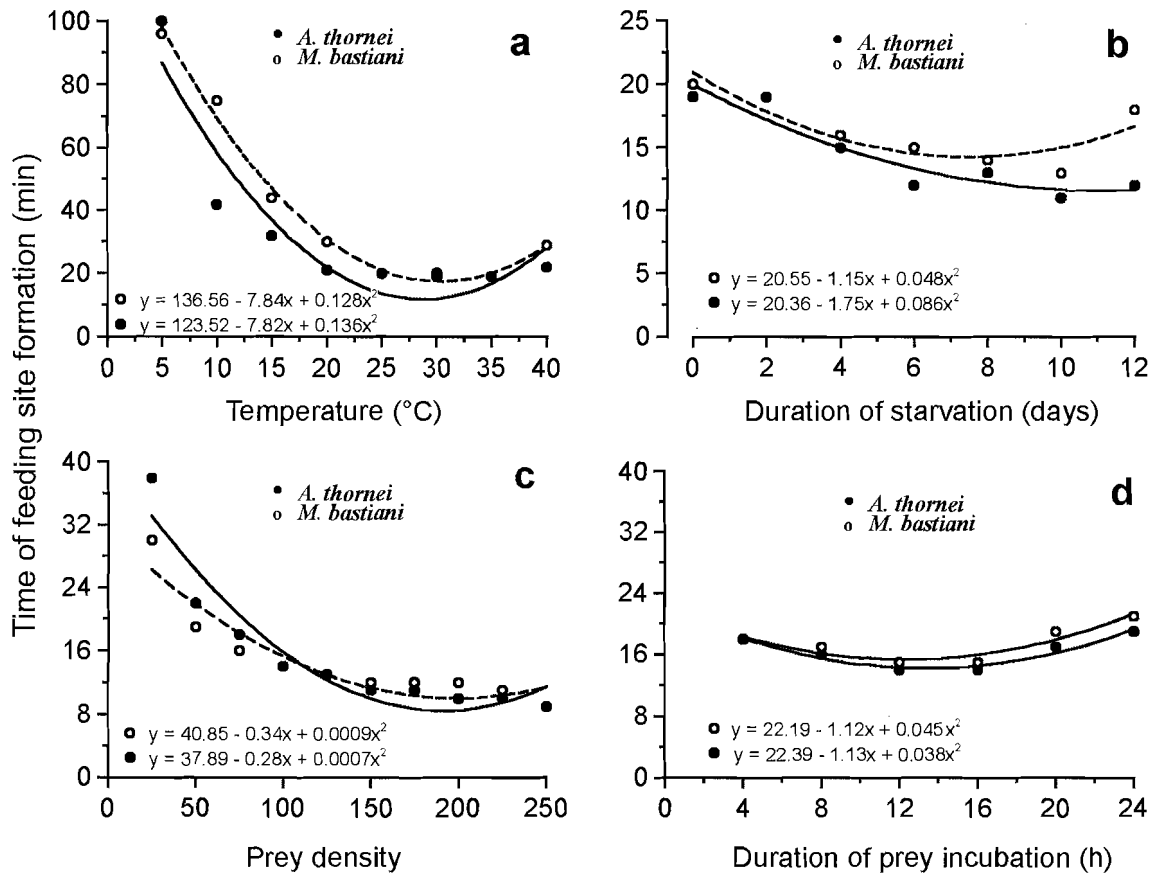 Time of feeding site formation (min)
a
A. thornei
M. bastiani
100
80
60
40
20
0
y = 136.56 - 7.84x + 0.128x²
y = 123.52 - 7.82x + 0.136x²
0 5 10 15 20 25 30 35 40
Temperature (°C)
b
A. thornei
M. bastiani
25
20
15
10
5
0
y = 20.55 - 1.15x + 0.048x²
y = 20.36 - 1.75x + 0.086x²
0 2 4 6 8 10 12
Duration of starvation (days)
c
A. thornei
M. bastiani
40
32
24
16
8
0
y = 40.85 - 0.34x + 0.0009x²
y = 37.89 - 0.28x + 0.0007x²
0 50 100 150 200 250
Prey density
d
A. thornei
M. bastiani
40
32
24
16
8
0
y = 22.19 - 1.12x + 0.045x²
y = 22.39 - 1.13x + 0.038x²
0 4 8 12 16 20 24
Duration of prey incubation (h)